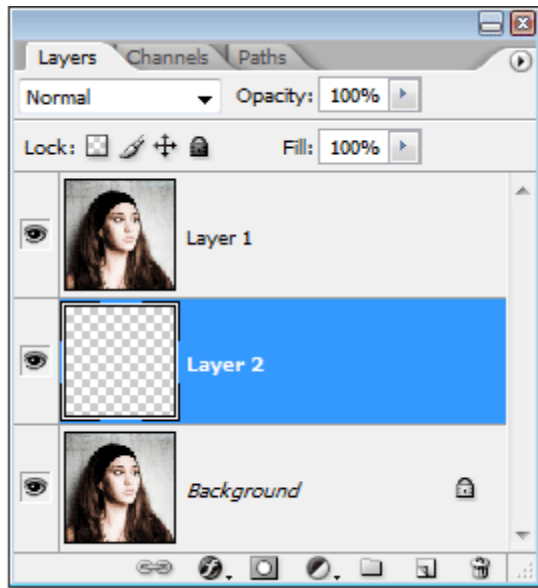 Layers Channels Paths
Normal Opacity: 100%
Lock: Fill: 100%
Layer 1
Layer 2
Background